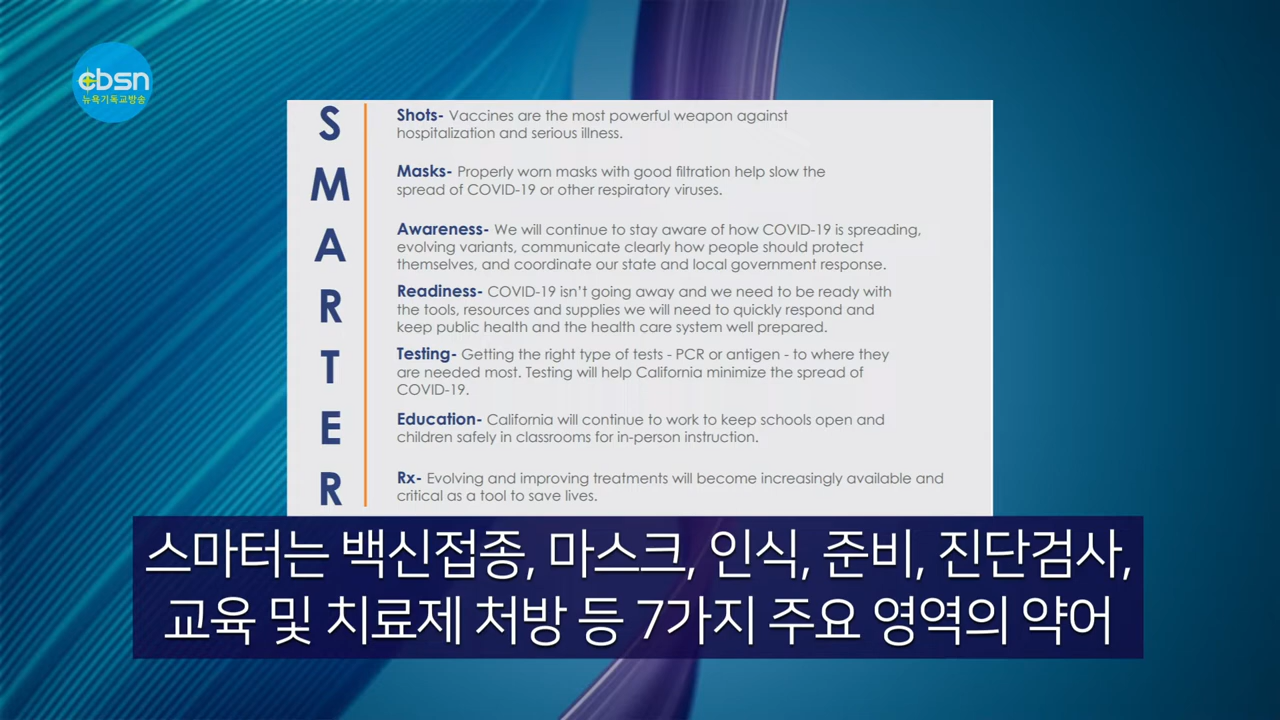 cbsn
뉴욕기독교방송
S
Shots- Vaccines are the most powerful weapon against
hospitalization and serious illness.
M
Masks- Properly worn masks with good filtration help slow the
spread of COVID-19 or other respiratory viruses.
A
Awareness- We will continue to stay aware of how COVID-19 is spreading,
evolving variants, communicate clearly how people should protect
themselves, and coordinate our state and local government response.
R
Readiness- COVID-19 isn't going away and we need to be ready with
the tools, resources and supplies we will need to quickly respond and
keep public health and the health care system well prepared.
T
Testing- Getting the right type of tests - PCR or antigen - to where they
are needed most. Testing will help California minimize the spread of
COVID-19.
E
Education- California will continue to work to keep schools open and
children safely in classrooms for in-person instruction.
R
Rx- Evolving and improving treatments will become increasingly available and
critical as a tool to save lives.
스마터는 백신접종, 마스크, 인식, 준비, 진단검사,
교육 및 치료제 처방 등 7가지 주요 영역의 약어